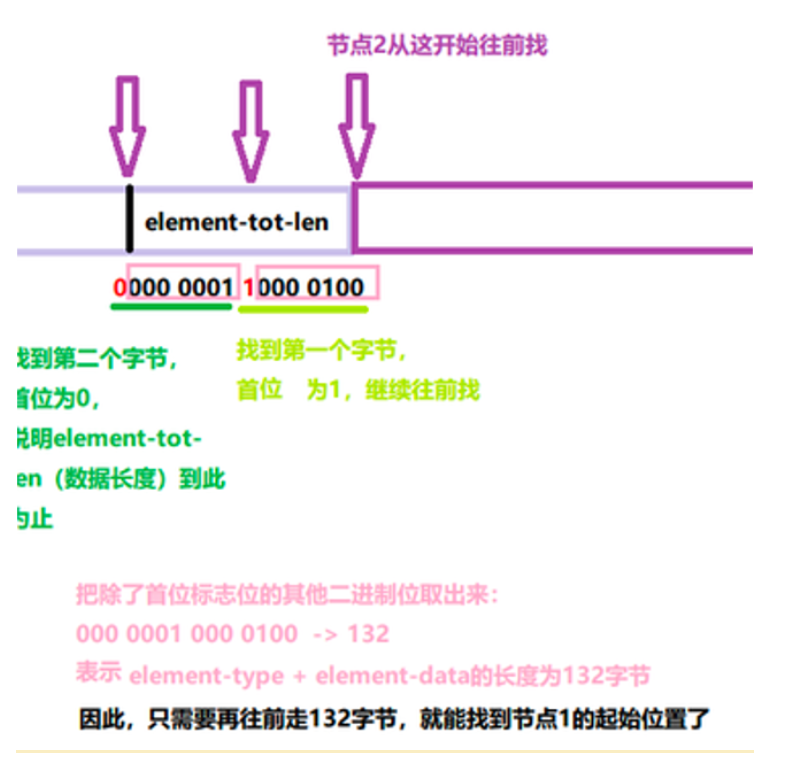 节点2从这开始往前找
element-tot-len
0000 0001 1000 0100
找到第二个字节，
首位为0，
说明element-tot-
len（数据长度）到此
为止
找到第一个字节，
首位 为1，继续往前找
把除了首位标志位的其他二进制位取出来：
000 0001 000 0100 -> 132
表示 element-type + element-data的长度为132字节
因此，只需要再往前走132字节，就能找到节点1的起始位置了